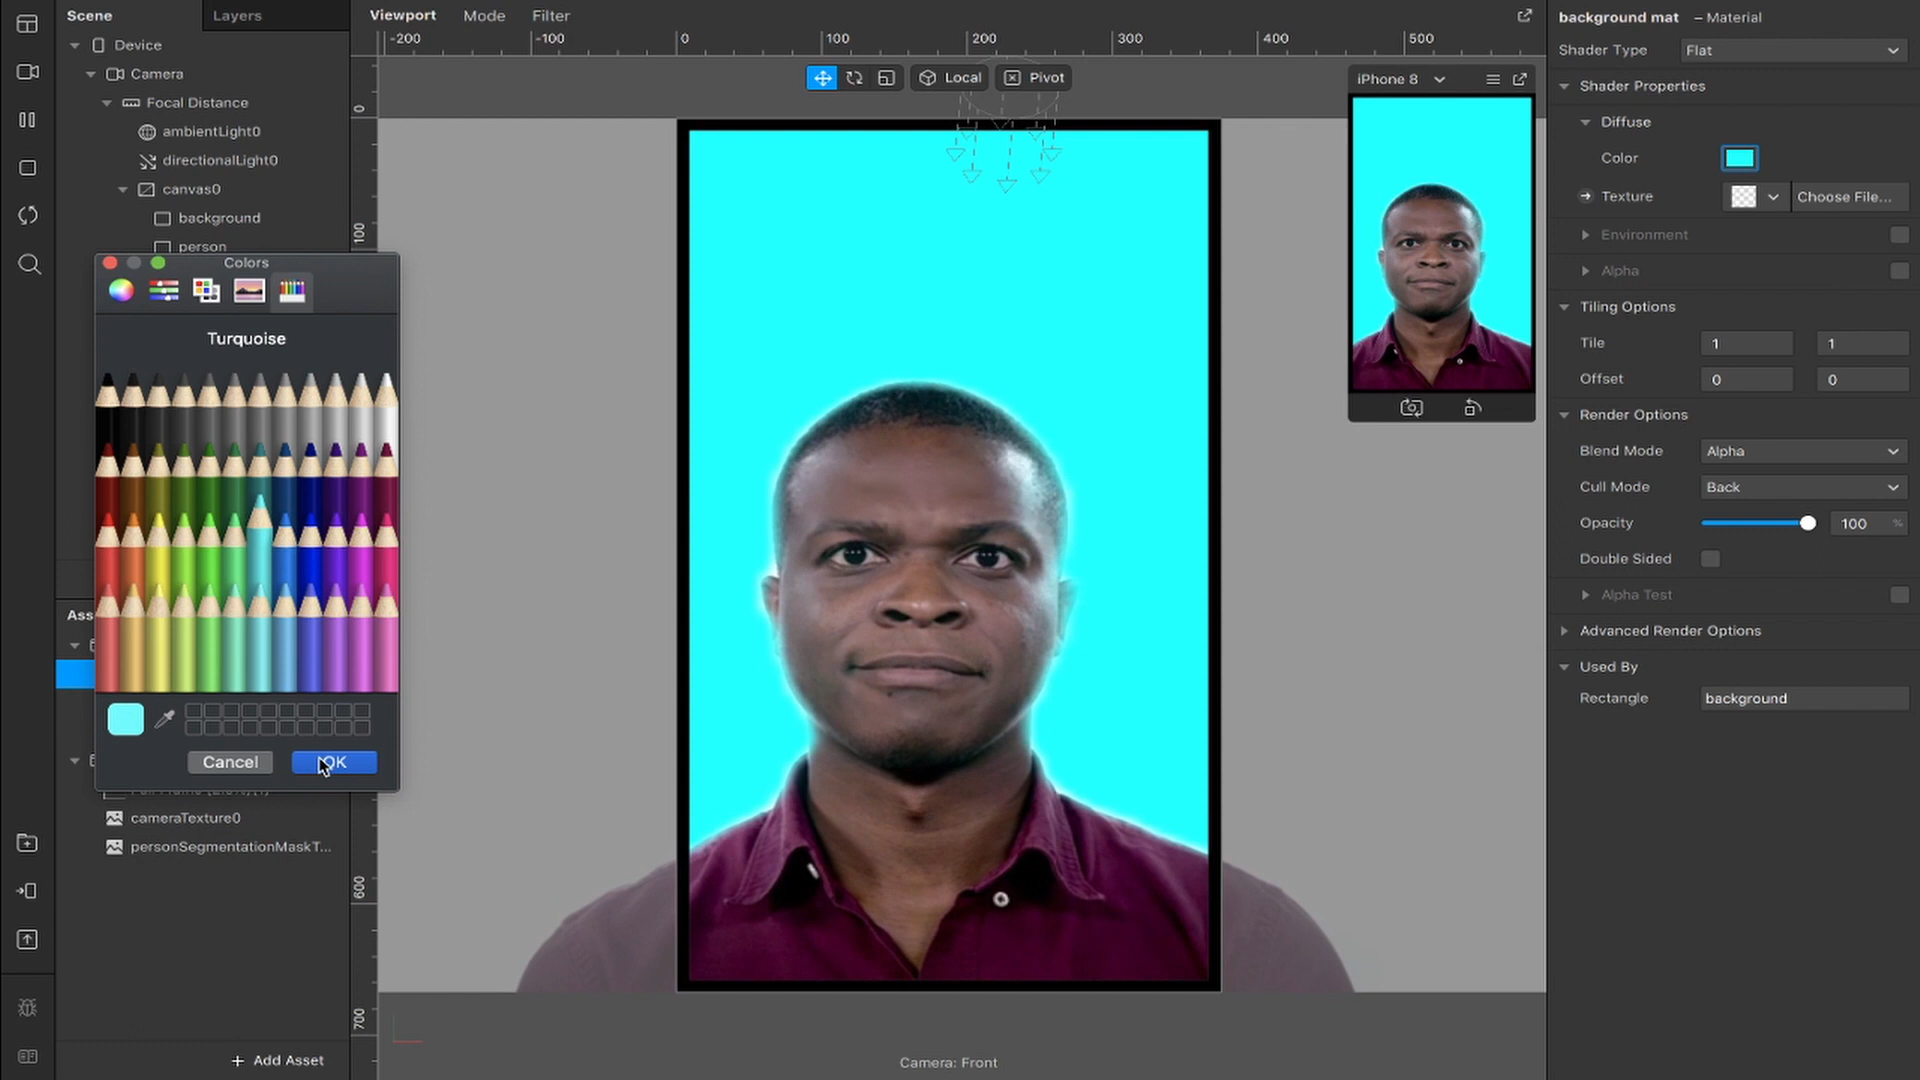 Scene
Layers
Device
Camera
Focal Distance
ambientLight0
directionalLight0
canvas0
background
person
Colors
Turquoise
Cancel
OK
Ass
cameraTexture0
personSegmentationMaskT...
+ Add Asset
Viewport
Mode
Filter
-200
-100
0
100
200
300
400
500
0
100
600
700
Local
Pivot
iPhone 8
Camera: Front
background mat – Material
Shader Type
Flat
Shader Properties
Diffuse
Color
Texture
Choose File...
Environment
Alpha
Tiling Options
Tile
1
1
Offset
0
0
Render Options
Blend Mode
Alpha
Cull Mode
Back
Opacity
100 %
Double Sided
Alpha Test
Advanced Render Options
Used By
Rectangle
background